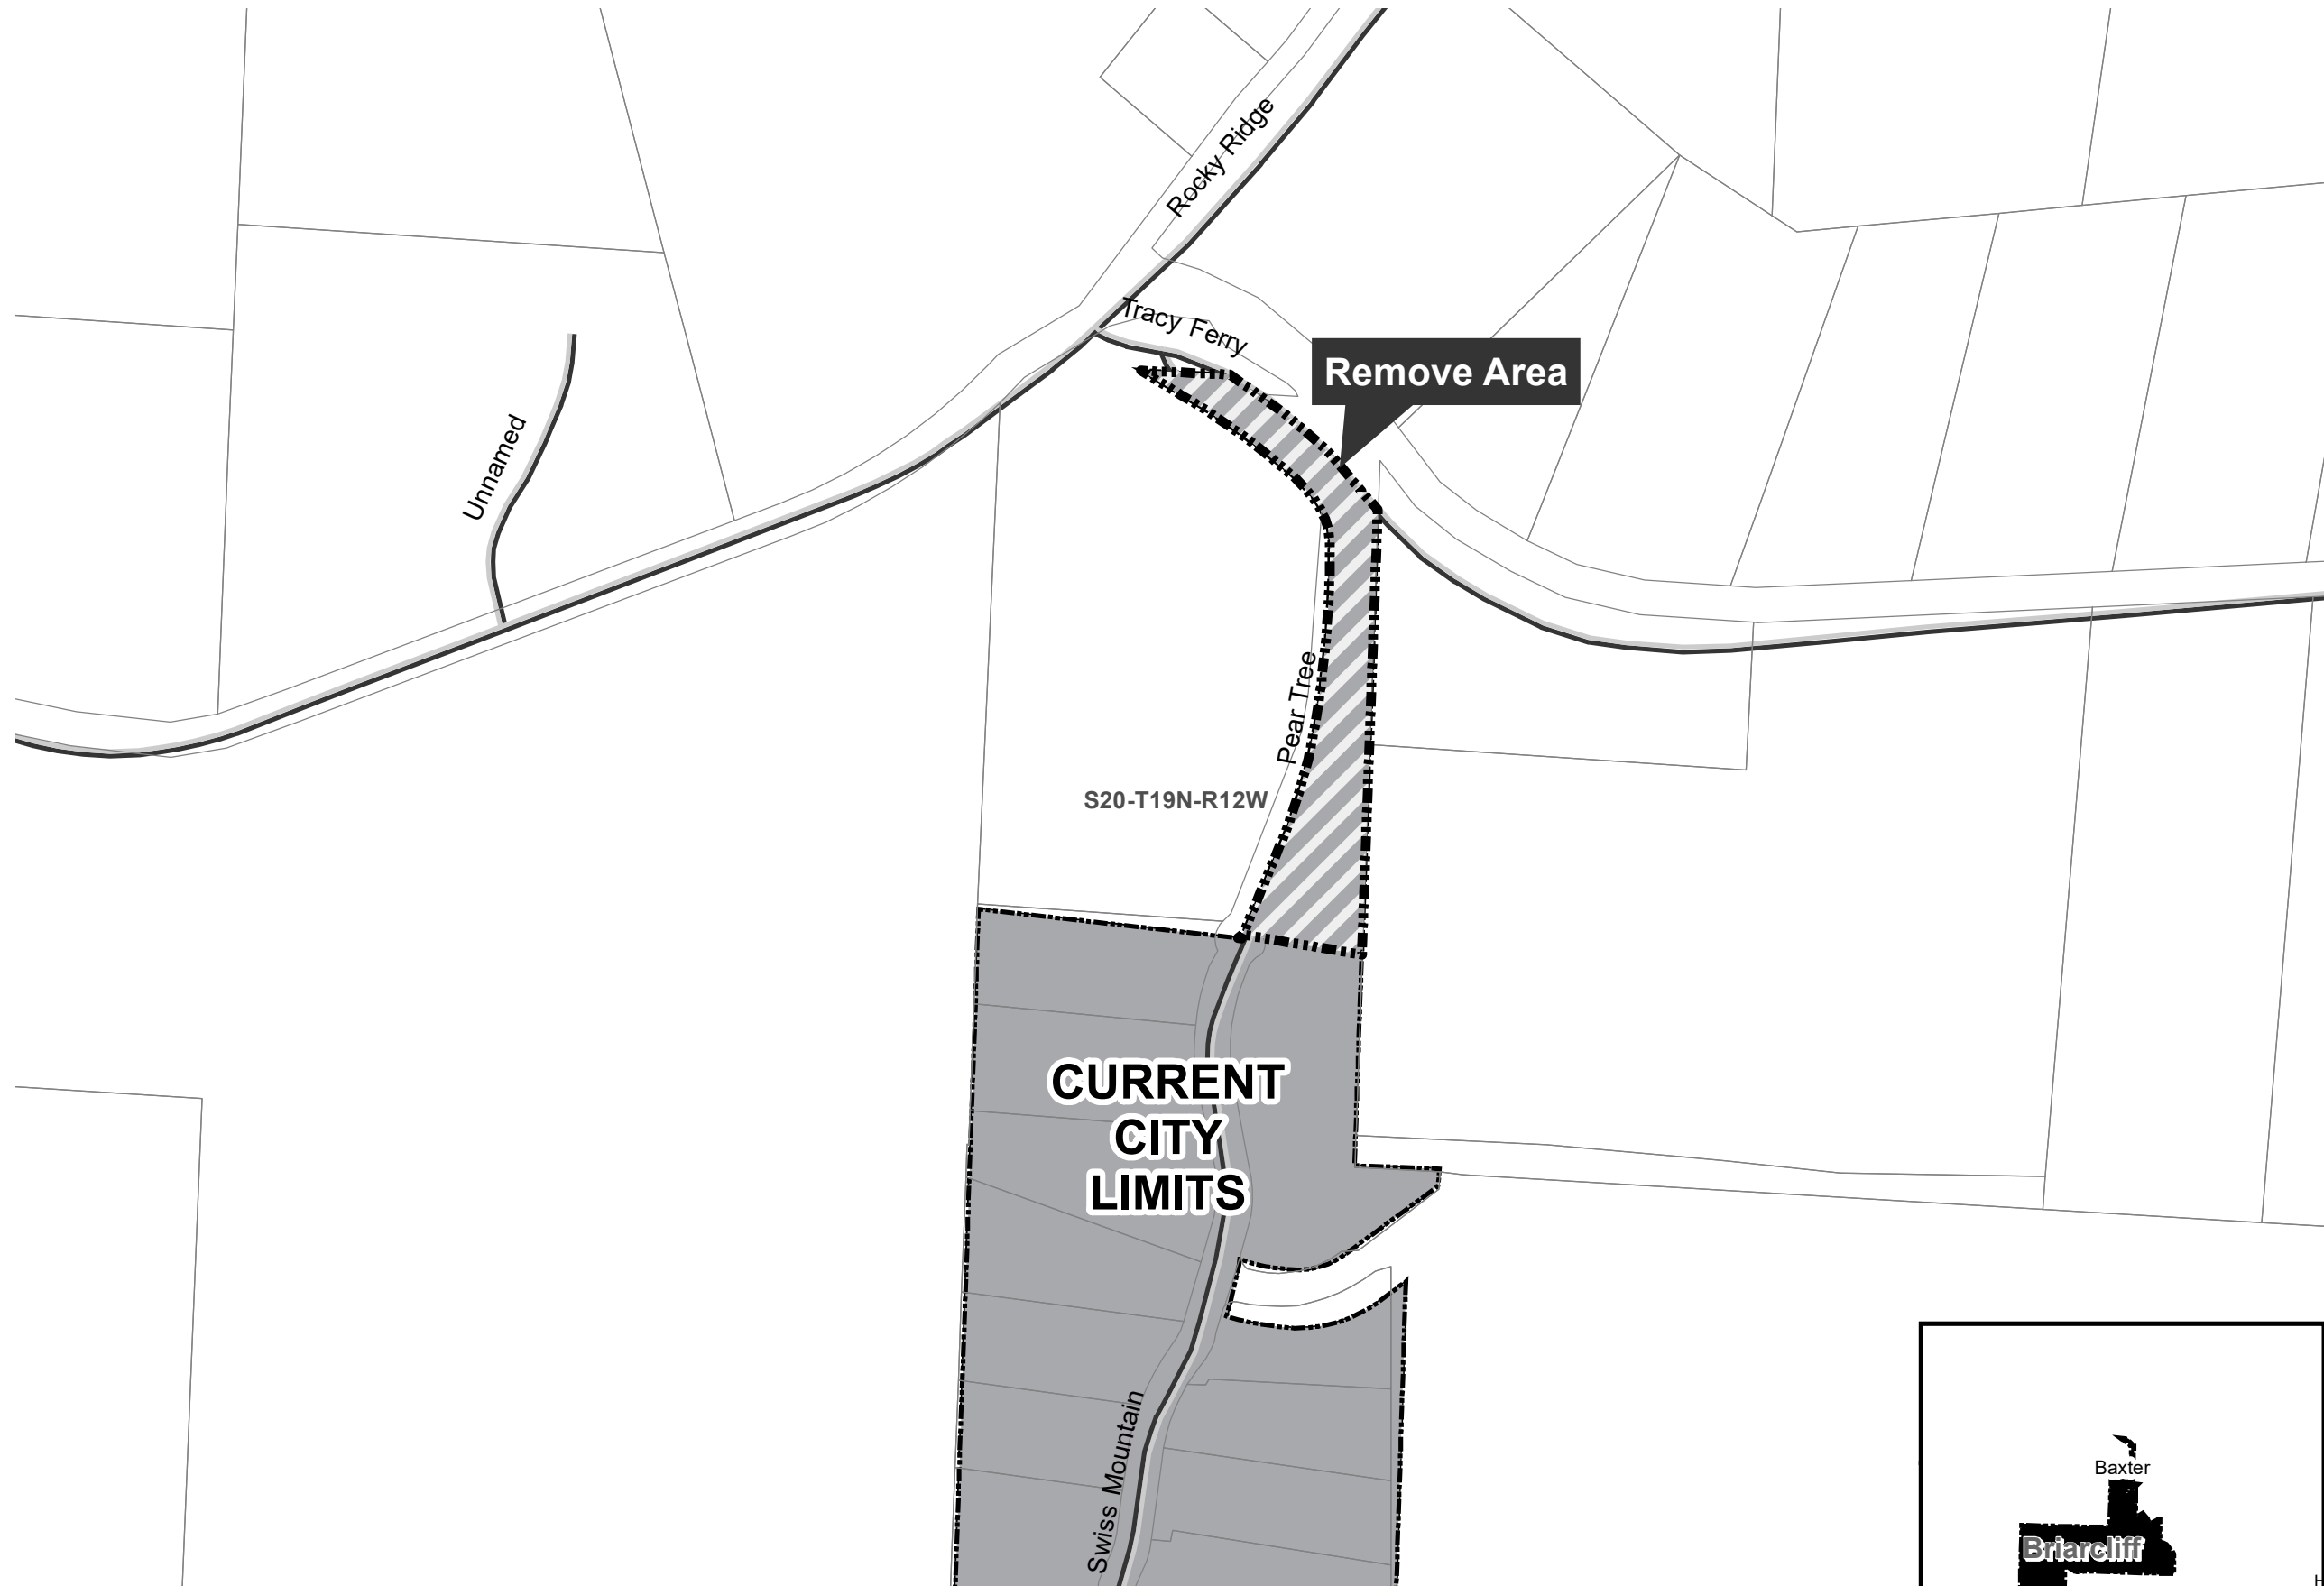 Rocky Ridge
Tracy Ferry
Remove Area
Unnamed
Pear Tree
S20-T19N-R12W
CURRENT
CITY
LIMITS
Swiss Mountain
Baxter
Briarcliff